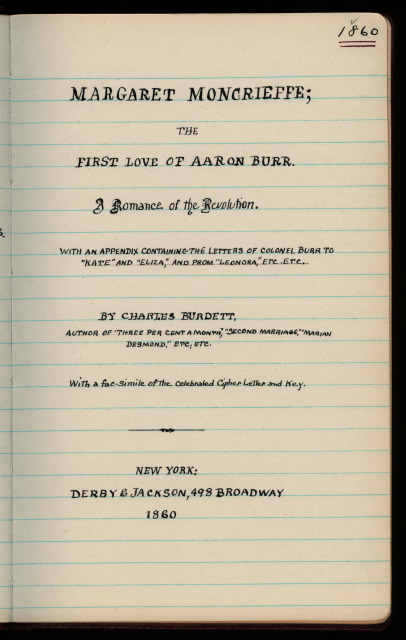 1860
MARGARET MONCRIEFFE;
THE
FIRST LOVE OF AARON BURR.
A Romance of the Revolution.
WITH AN APPENDIX CONTAINING THE LETTERS OF COLONEL BURR TO
"KATE" AND "ELIZA," AND FROM "LEONORA," ETC. ETC.
BY CHARLES BURDETT,
AUTHOR OF "THREE PER CENT A MONTH," "SECOND MARRIAGE," "MARIAN
DESMOND," ETC, ETC.
With a fac-simile of the celebrated Cipher Letter and Key.
NEW YORK:
DERBY & JACKSON, 498 BROADWAY
1860